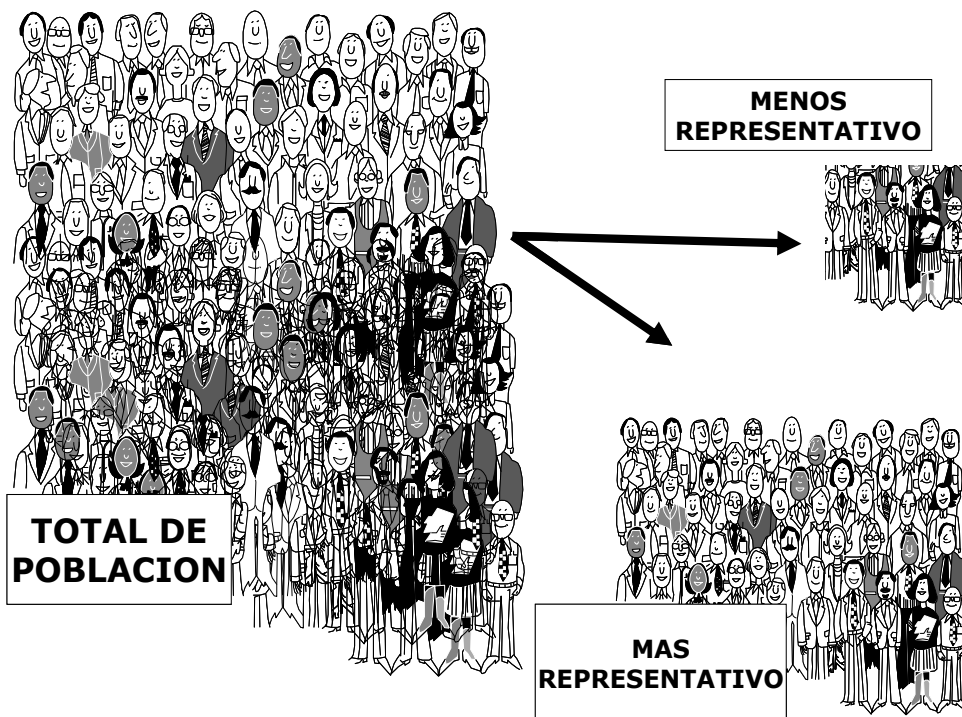 MENOS
REPRESENTATIVO
TOTAL DE
POBLACION
MAS
REPRESENTATIVO